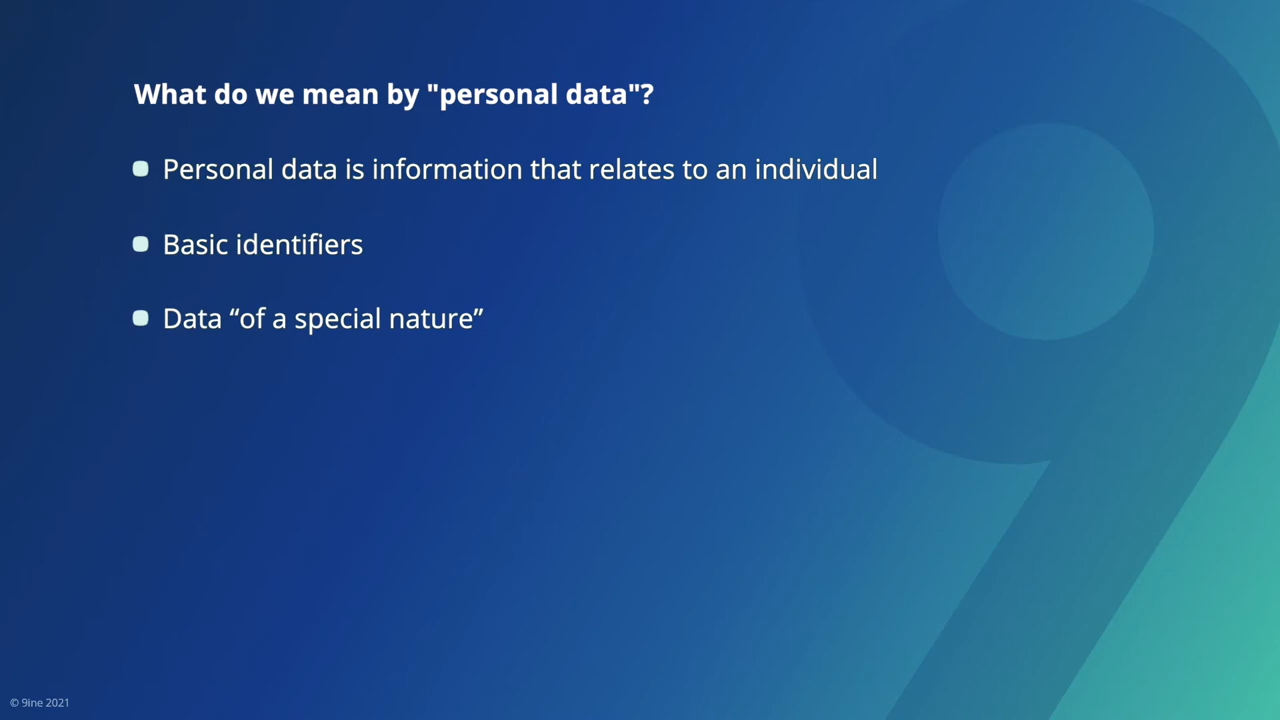 What do we mean by "personal data"?
Personal data is information that relates to an individual
Basic identifiers
Data “of a special nature”
© 9ine 2021